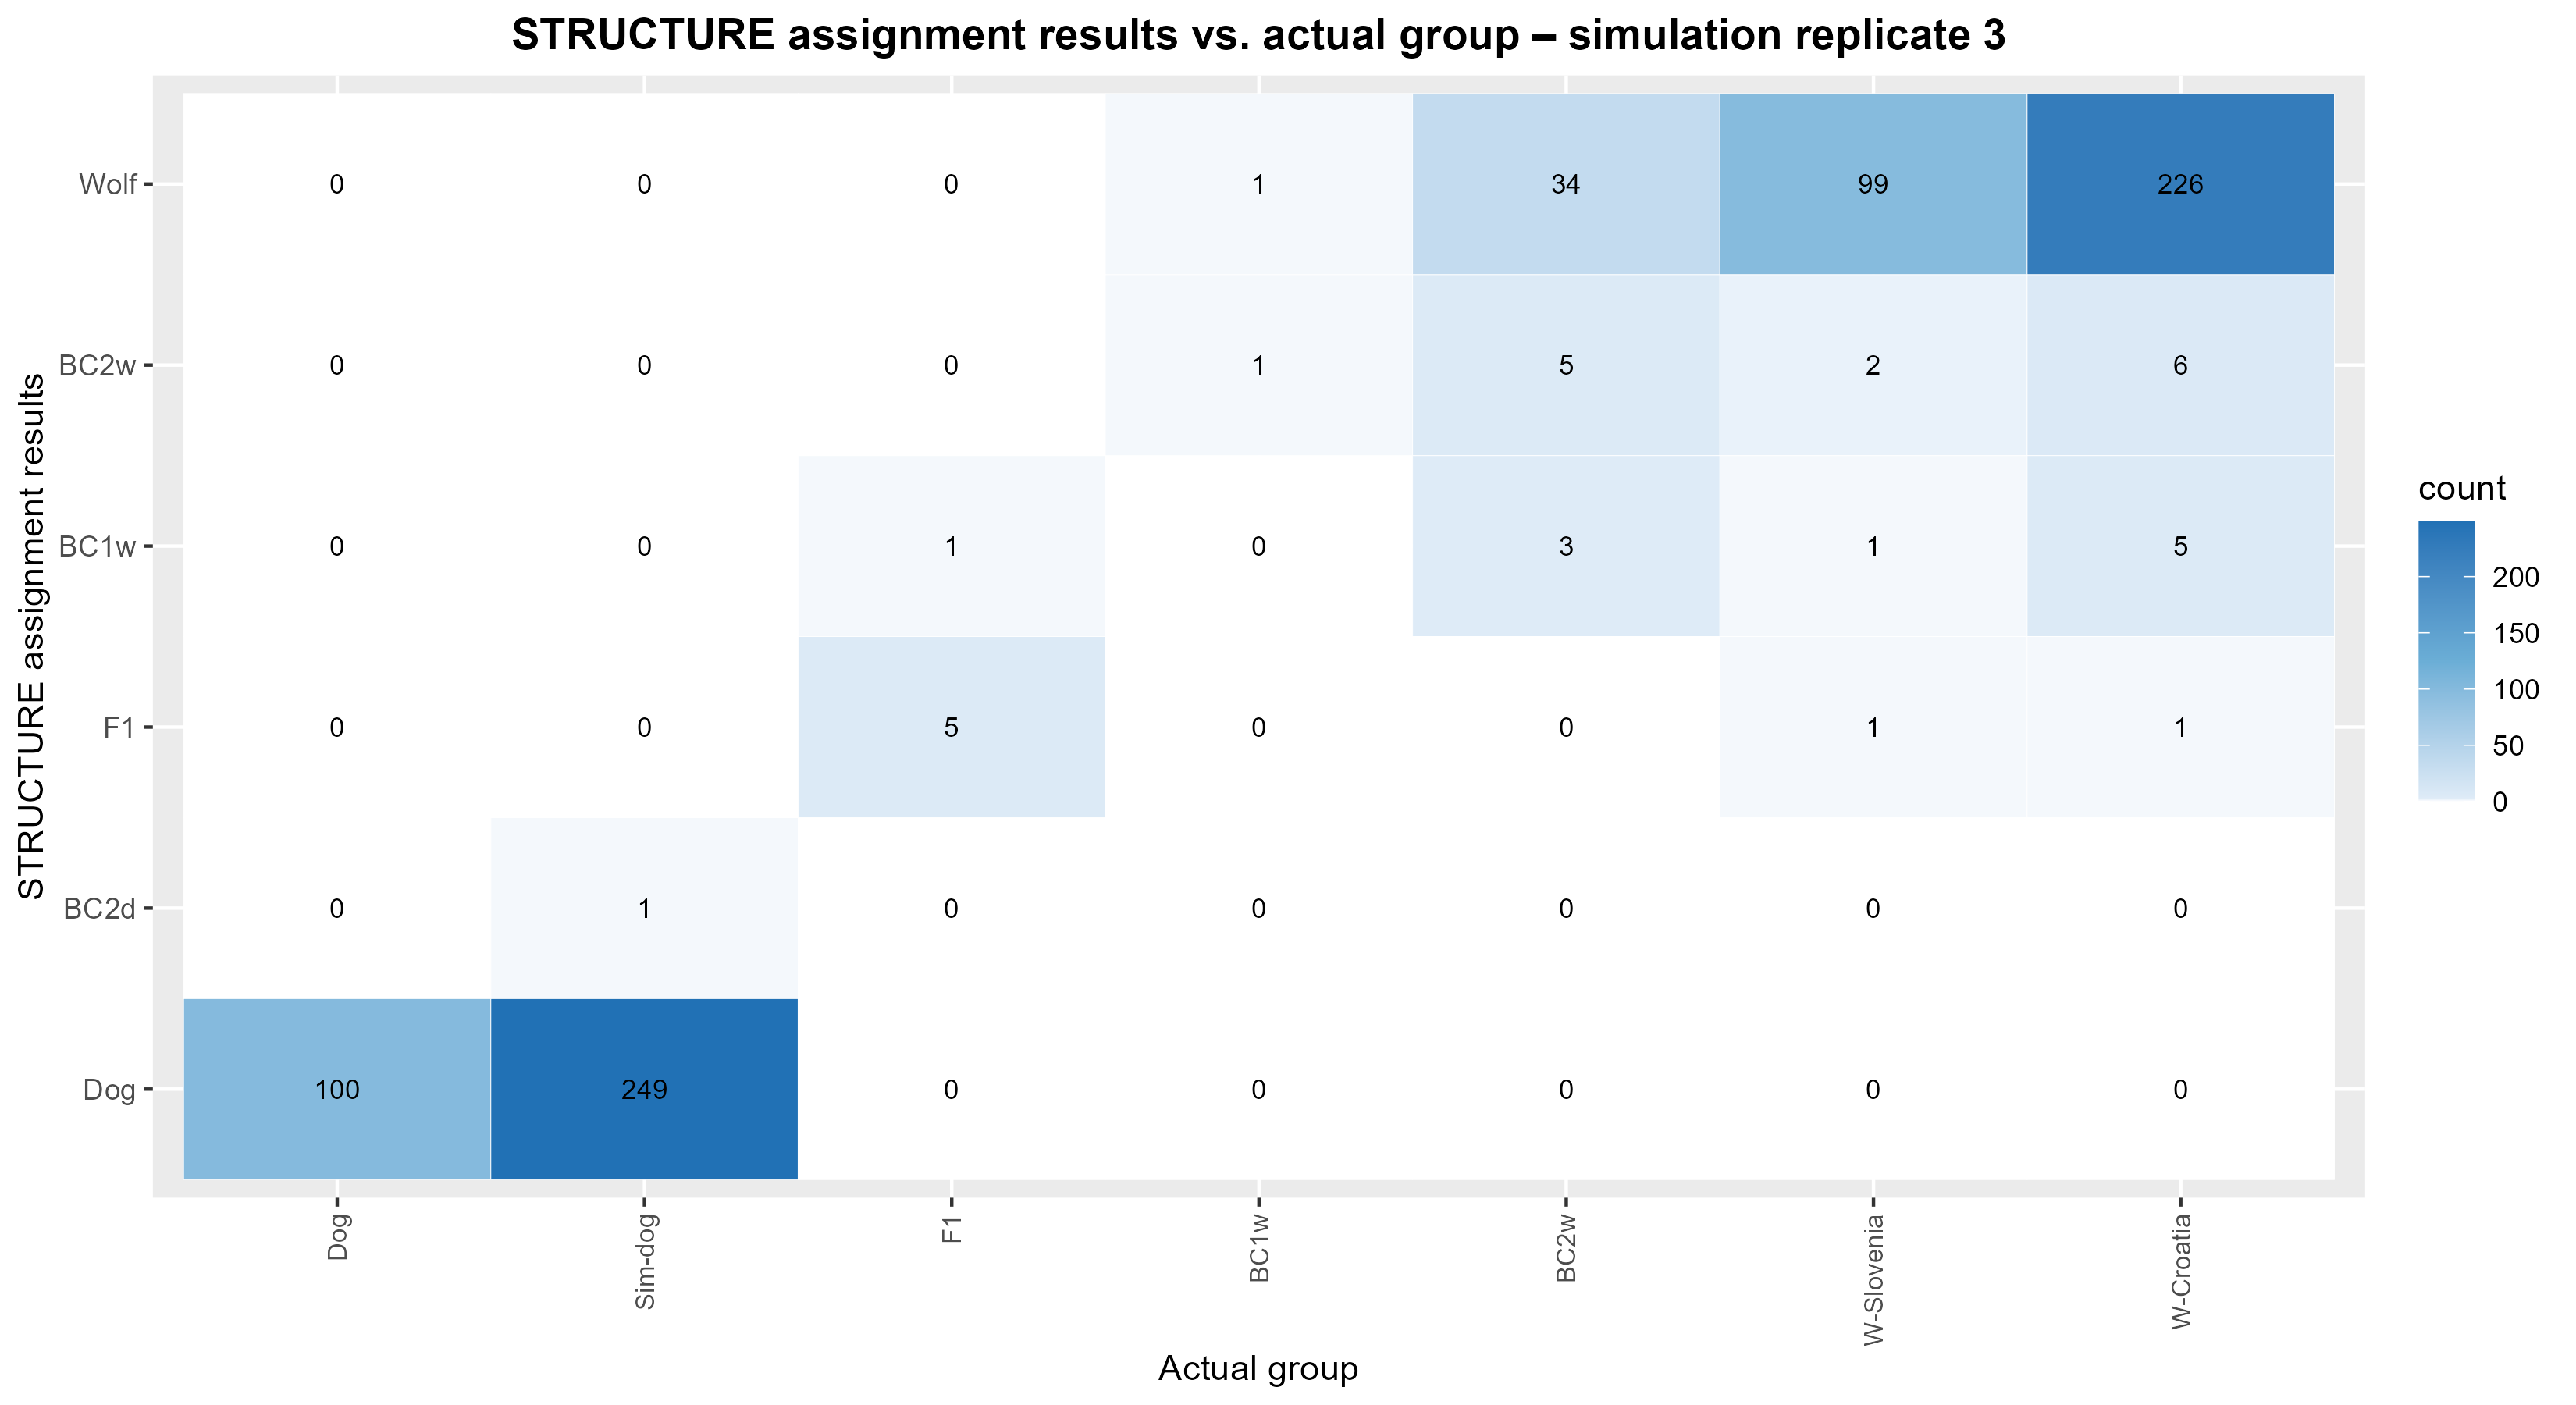 STRUCTURE assignment results vs. actual group – simulation replicate 3
STRUCTURE assignment results
Wolf 0 0 0 1 34 99 226
BC2w 0 0 0 1 5 2 6
BC1w 0 0 1 0 3 1 5
F1 0 0 5 0 0 1 1
BC2d 0 1 0 0 0 0 0
Dog 100 249 0 0 0 0 0
Dog Sim-dog F1 BC1w BC2w W-Slovenia W-Croatia
Actual group
count
200
150
100
50
0